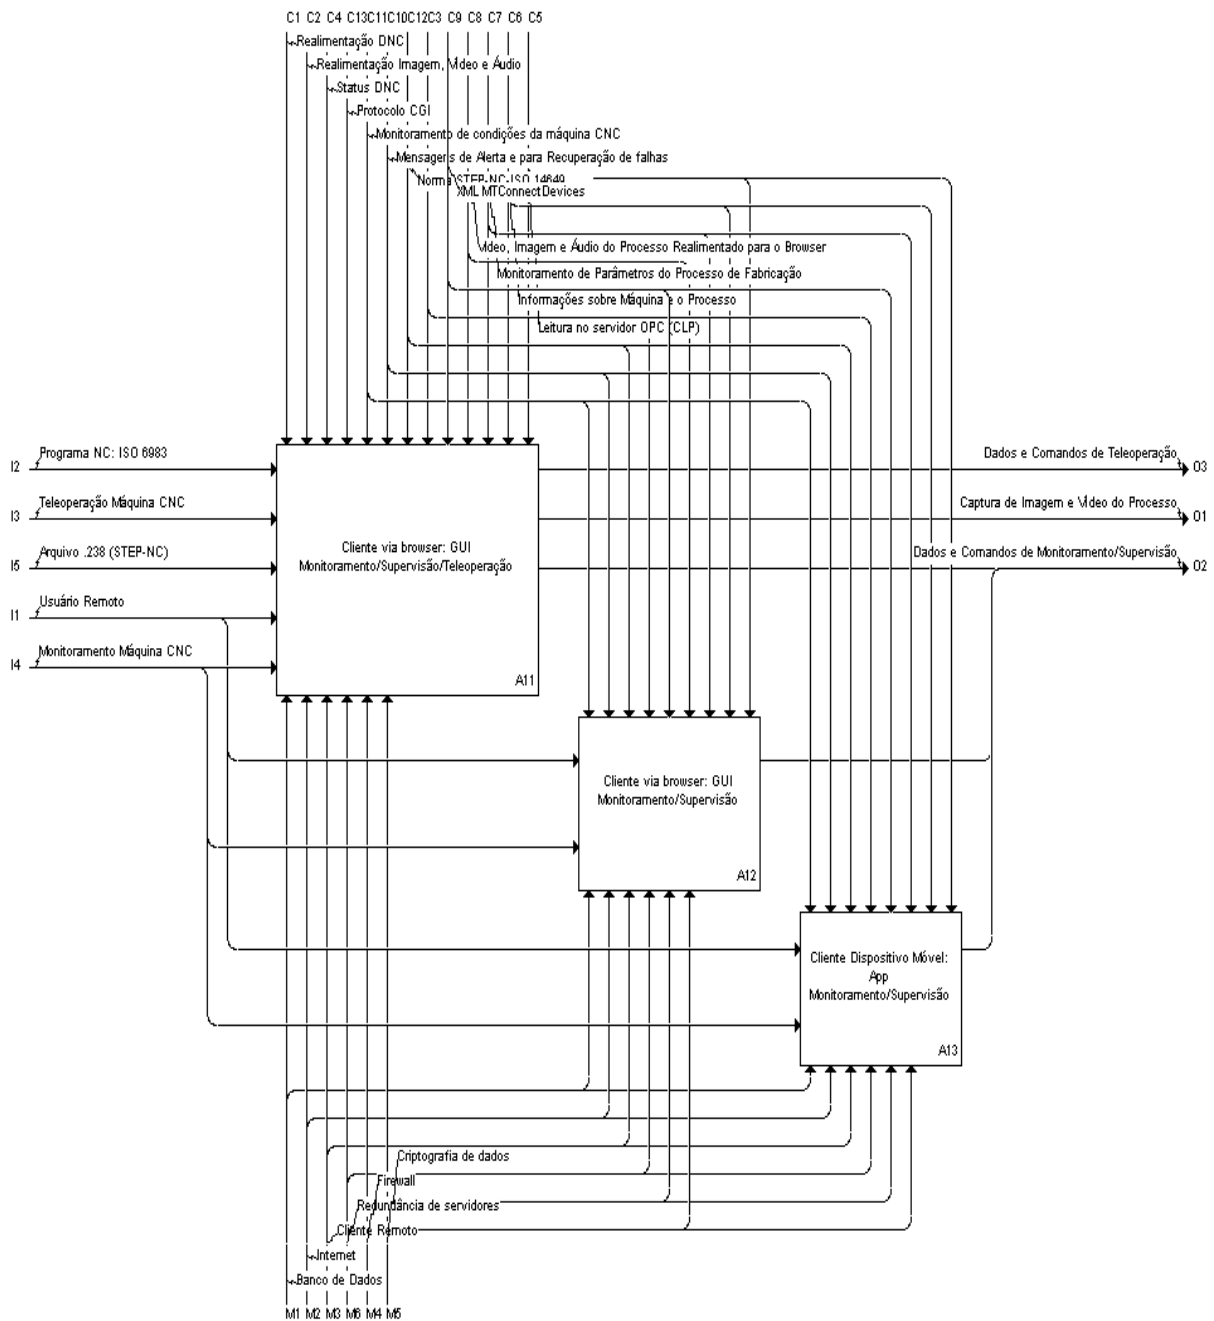 C1 C2 C4 C13 C11 C10 C12 C3 C9 C8 C7 C6 C5
Realimentação DNC
Realimentação Imagem, Vídeo e Áudio
Status DNC
Protocolo CGI
Monitoramento de condições da máquina CNC
Mensagens de Alerta e para Recuperação de falhas
Norma STEP-NC-ISO 14649
XML MTConnectDevices
Vídeo, Imagem e Áudio do Processo Realimentado para o Browser
Monitoramento de Parâmetros do Processo de Fabricação
Informações sobre Máquina e o Processo
Leitura no servidor OPC (CLP)
I2 Programa NC: ISO 6983
I3 Teleoperação Máquina CNC
I5 Arquivo .238 (STEP-NC)
I1 Usuário Remoto
I4 Monitoramento Máquina CNC
Cliente via browser: GUI
Monitoramento/Supervisão/Teleoperação
A11
Dados e Comandos de Teleoperação O3
Captura de Imagem e Vídeo do Processo O1
Dados e Comandos de Monitoramento/Supervisão O2
Cliente via browser: GUI
Monitoramento/Supervisão
A12
Cliente Dispositivo Móvel:
App
Monitoramento/Supervisão
A13
Criptografia de dados
Firewall
Redundância de servidores
Cliente Remoto
Internet
Banco de Dados
M1 M2 M3 M6 M4 M5